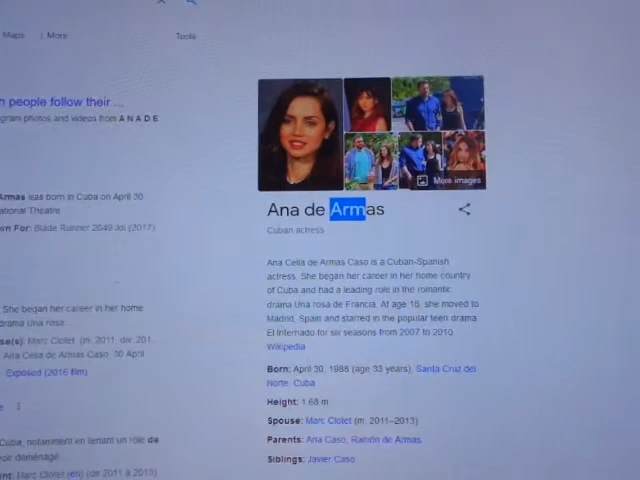 Maps
More
Tools
n people follow their...
gram photos and videos from A N A D E
Armas was born in Cuba on April 30
ational Theatre
wn For: Blade Runner 2049 Joi (2017)
She began her career in her home
drama Una rosa...
se(s): Marc Clotet (m. 2011, div. 201
Ana Celia de Armas Caso, 30 April
Exposed (2016 film)
Cuba, notamment en tenant un rôle de
oir déménagé
nt: Marc Clotet (en) (de 2011 à 2013)
More images
Ana de Armas
Cuban actress
Ana Celia de Armas Caso is a Cuban-Spanish
actress. She began her career in her home country
of Cuba and had a leading role in the romantic
drama Una rosa de Francia. At age 18, she moved to
Madrid, Spain and starred in the popular teen drama
El Internado for six seasons from 2007 to 2010.
Wikipedia
Born: April 30, 1988 (age 33 years), Santa Cruz del
Norte, Cuba
Height: 1.68 m
Spouse: Marc Clotet (m. 2011–2013)
Parents: Ana Caso, Ramón de Armas
Siblings: Javier Caso